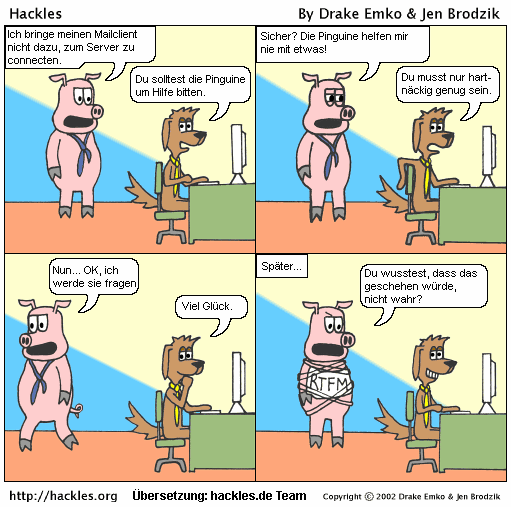 Hackles
By Drake Emko & Jen Brodzik
Ich bringe meinen Mailclient
nicht dazu, zum Server zu
connecten.
Du solltest die Pinguine
um Hilfe bitten.
Sicher? Die Pinguine helfen mir
nie mit etwas!
Du musst nur hart-
näckig genug sein.
Nun... OK, ich
werde sie fragen
Viel Glück.
Später...
Du wusstest, dass das
geschehen würde,
nicht wahr?
RTFM
http://hackles.org
Übersetzung: hackles.de Team
Copyright © 2002 Drake Emko & Jen Brodzik